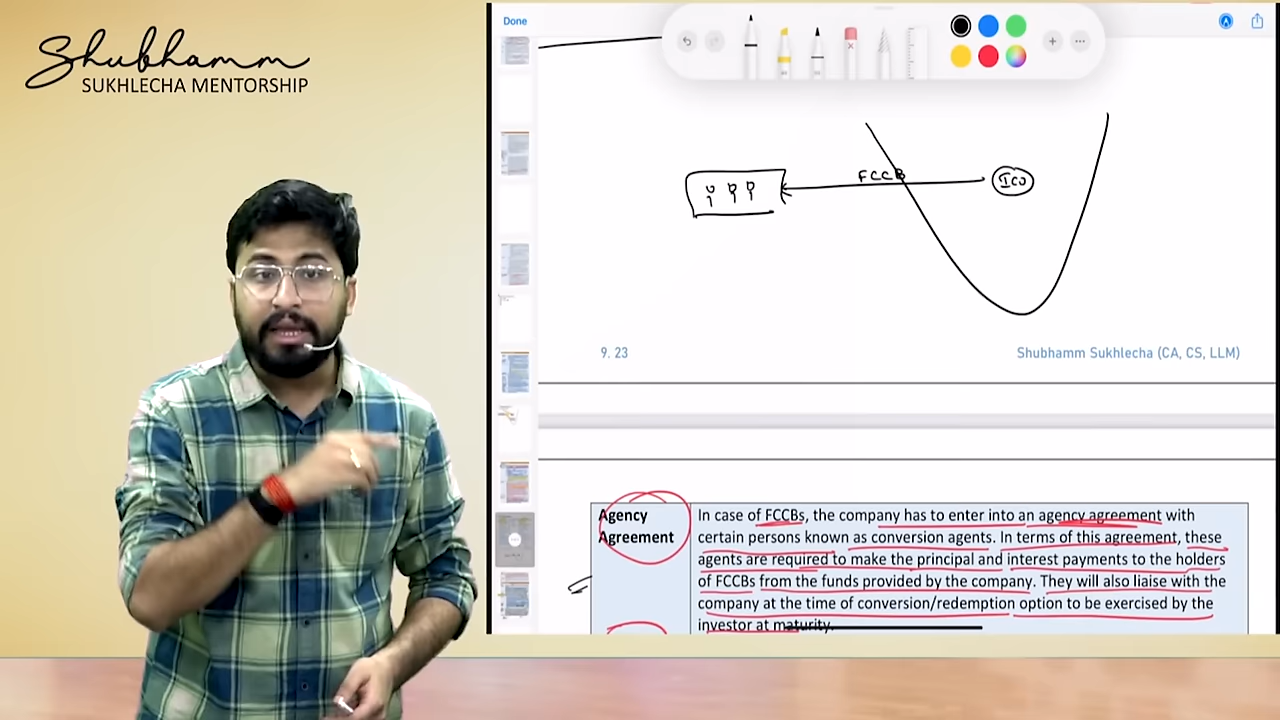 Shubhamm
SUKHLECHA MENTORSHIP
Done
FCCB
ICO
9. 23
Shubhamm Sukhlecha (CA, CS, LLM)
Agency
Agreement
In case of FCCBs, the company has to enter into an agency agreement with
certain persons known as conversion agents. In terms of this agreement, these
agents are required to make the principal and interest payments to the holders
of FCCBs from the funds provided by the company. They will also liaise with the
company at the time of conversion/redemption option to be exercised by the
investor at maturity.